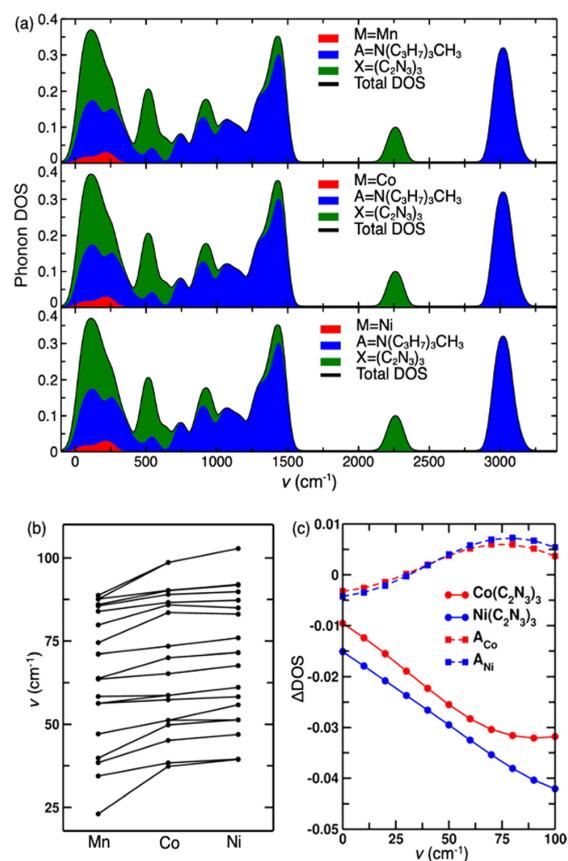 (a)
M=Mn
A=N(C3H7)3CH3
X=(C2N3)3
Total DOS
0.4
0.3
0.2
0.1
0
M=Co
A=N(C3H7)3CH3
X=(C2N3)3
Total DOS
0.3
0.2
0.1
0
Phonon DOS
M=Ni
A=N(C3H7)3CH3
X=(C2N3)3
Total DOS
0.4
0.3
0.2
0.1
0
0 500 1000 1500 2000 2500 3000
ν (cm-1)
(b)
100
75
50
25
ν (cm-1)
Mn Co Ni
(c)
0.01
0
-0.01
-0.02
-0.03
-0.04
-0.05
ΔDOS
Co(C2N3)3
Ni(C2N3)3
ACo
ANi
0 25 50 75 100
ν (cm-1)